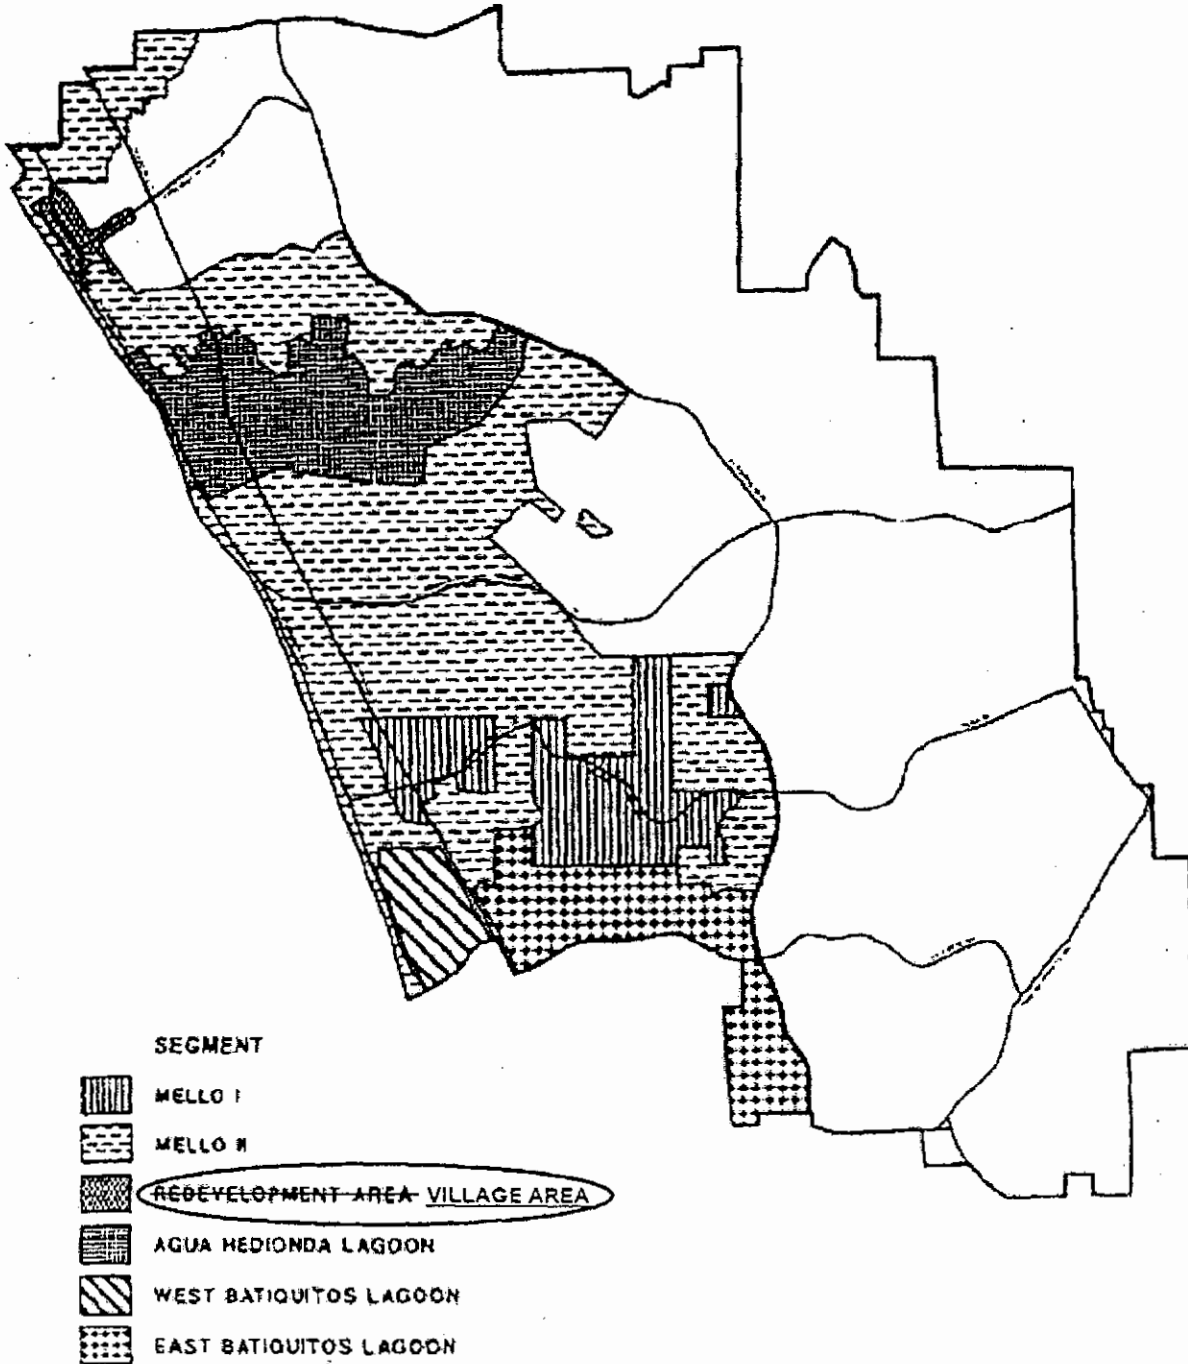 SEGMENT
MELLO I
MELLO II
REDEVELOPMENT AREA VILLAGE AREA
AGUA HEDIONDA LAGOON
WEST BATIQUITOS LAGOON
EAST BATIQUITOS LAGOON